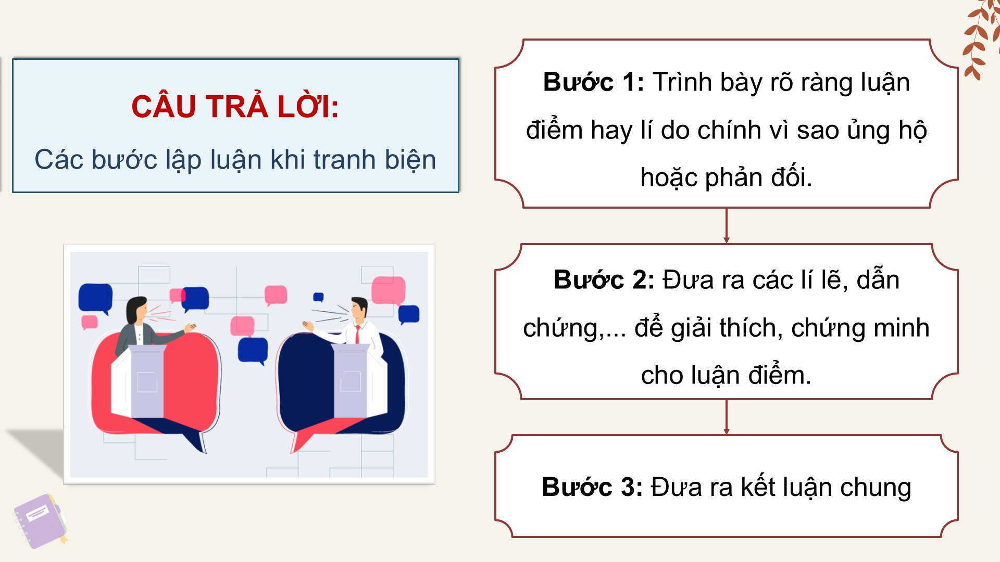 CÂU TRẢ LỜI:
Các bước lập luận khi tranh biện
Bước 1: Trình bày rõ ràng luận
điểm hay lí do chính vì sao ủng hộ
hoặc phản đối.
Bước 2: Đưa ra các lí lẽ, dẫn
chứng,... để giải thích, chứng minh
cho luận điểm.
Bước 3: Đưa ra kết luận chung